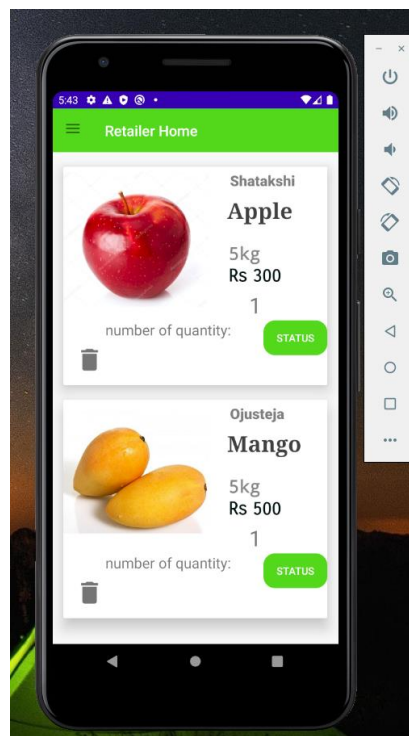 5:43
Retailer Home
Shatakshi
Apple
5kg
Rs 300
1
number of quantity:
STATUS
Ojusteja
Mango
5kg
Rs 500
1
number of quantity:
STATUS